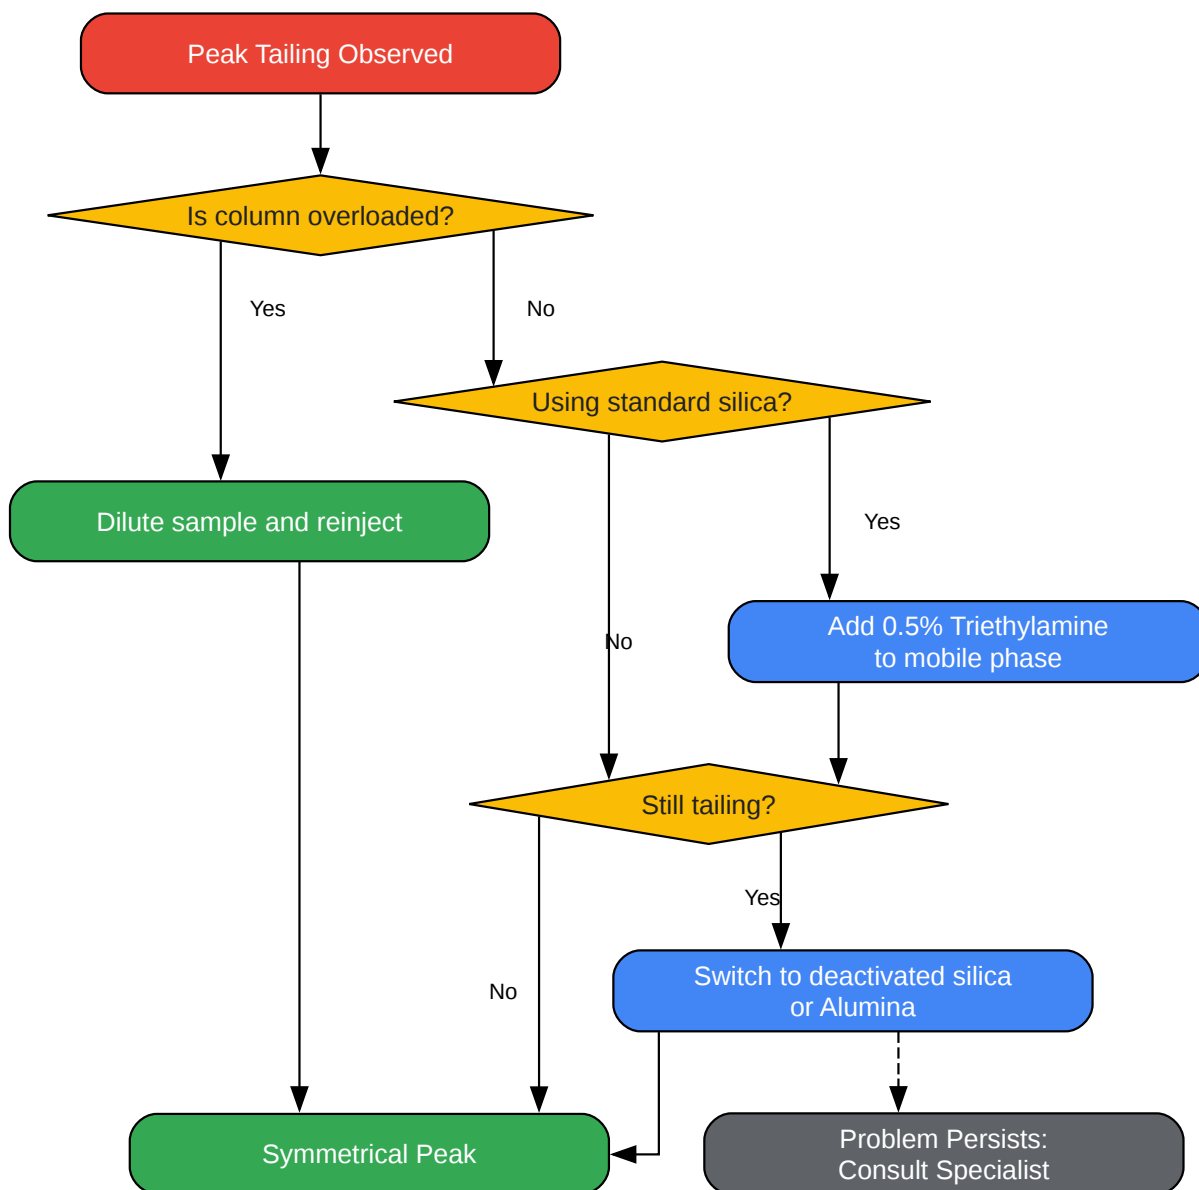 Peak Tailing Observed
Is column overloaded?
Yes
No
Using standard silica?
Dilute sample and reinject
Yes
Add 0.5% Triethylamine
to mobile phase
No
Still tailing?
Yes
Switch to deactivated silica
or Alumina
No
Symmetrical Peak
Problem Persists:
Consult Specialist